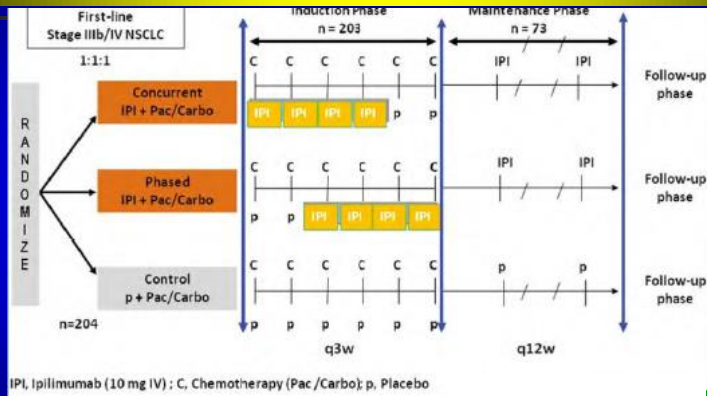 First-line
Stage IIIb/IV NSCLC
1:1:1
Induction Phase
n = 203
Maintenance Phase
n = 73
RANDOMIZE
C C C C C C
IPI IPI
Concurrent
IPI + Pac/Carbo
IPI IPI IPI IPI p p
Follow-up
phase
C C C C C C
IPI IPI
Phased
IPI + Pac/Carbo
p p IPI IPI IPI IPI
Follow-up
phase
C C C C C C
p p
Control
p + Pac/Carbo
p p p p p p
Follow-up
phase
n=204
q3w
q12w
IPI, Ipilimumab (10 mg IV) ; C, Chemotherapy (Pac/Carbo); p, Placebo